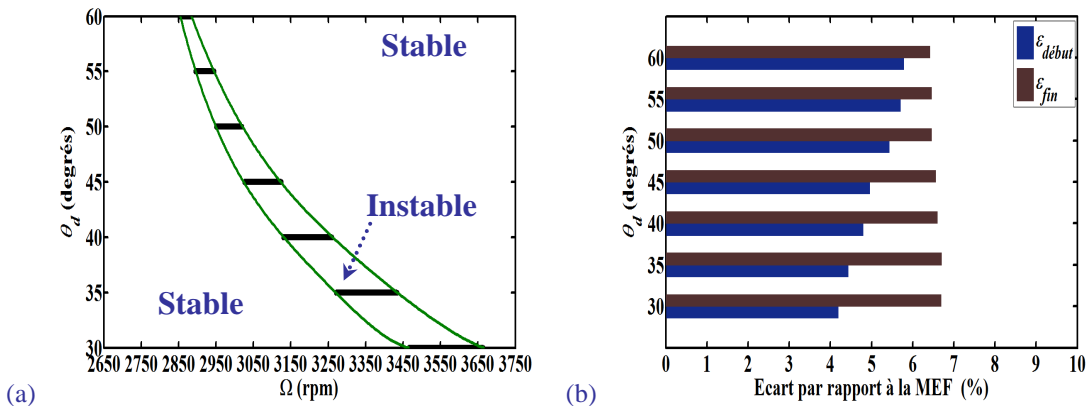 60
55
50
45
40
35
30
θd (degrés)
Stable
Instable
Stable
2650 2750 2850 2950 3050 3150 3250 3350 3450 3550 3650 3750
Ω (rpm)
(a)
εdébut
εfin
60
55
50
45
40
35
30
θd (degrés)
0 1 2 3 4 5 6 7 8 9 10
Ecart par rapport à la MEF (%)
(b)